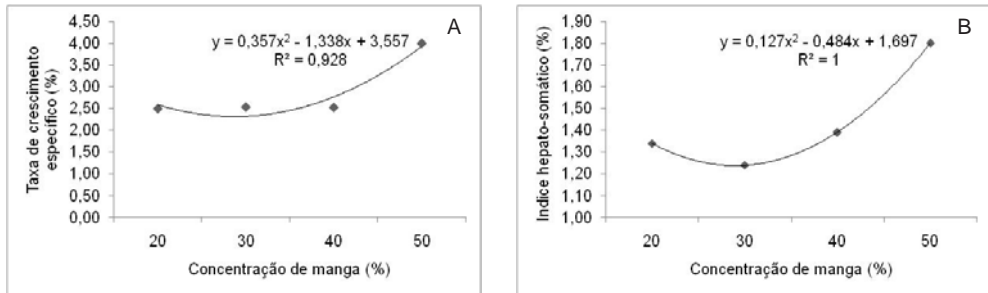 A
y = 0,357x² - 1,338x + 3,557
R² = 0,928
Taxa de crescimento
específico (%)
4,50
4,00
3,50
3,00
2,50
2,00
1,50
1,00
0,50
0,00
20 30 40 50
Concentração de manga (%)
B
y = 0,127x² - 0,484x + 1,697
R² = 1
Indice hepato-somático (%)
1,90
1,80
1,70
1,60
1,50
1,40
1,30
1,20
1,10
1,00
20 30 40 50
Concentração de manga (%)